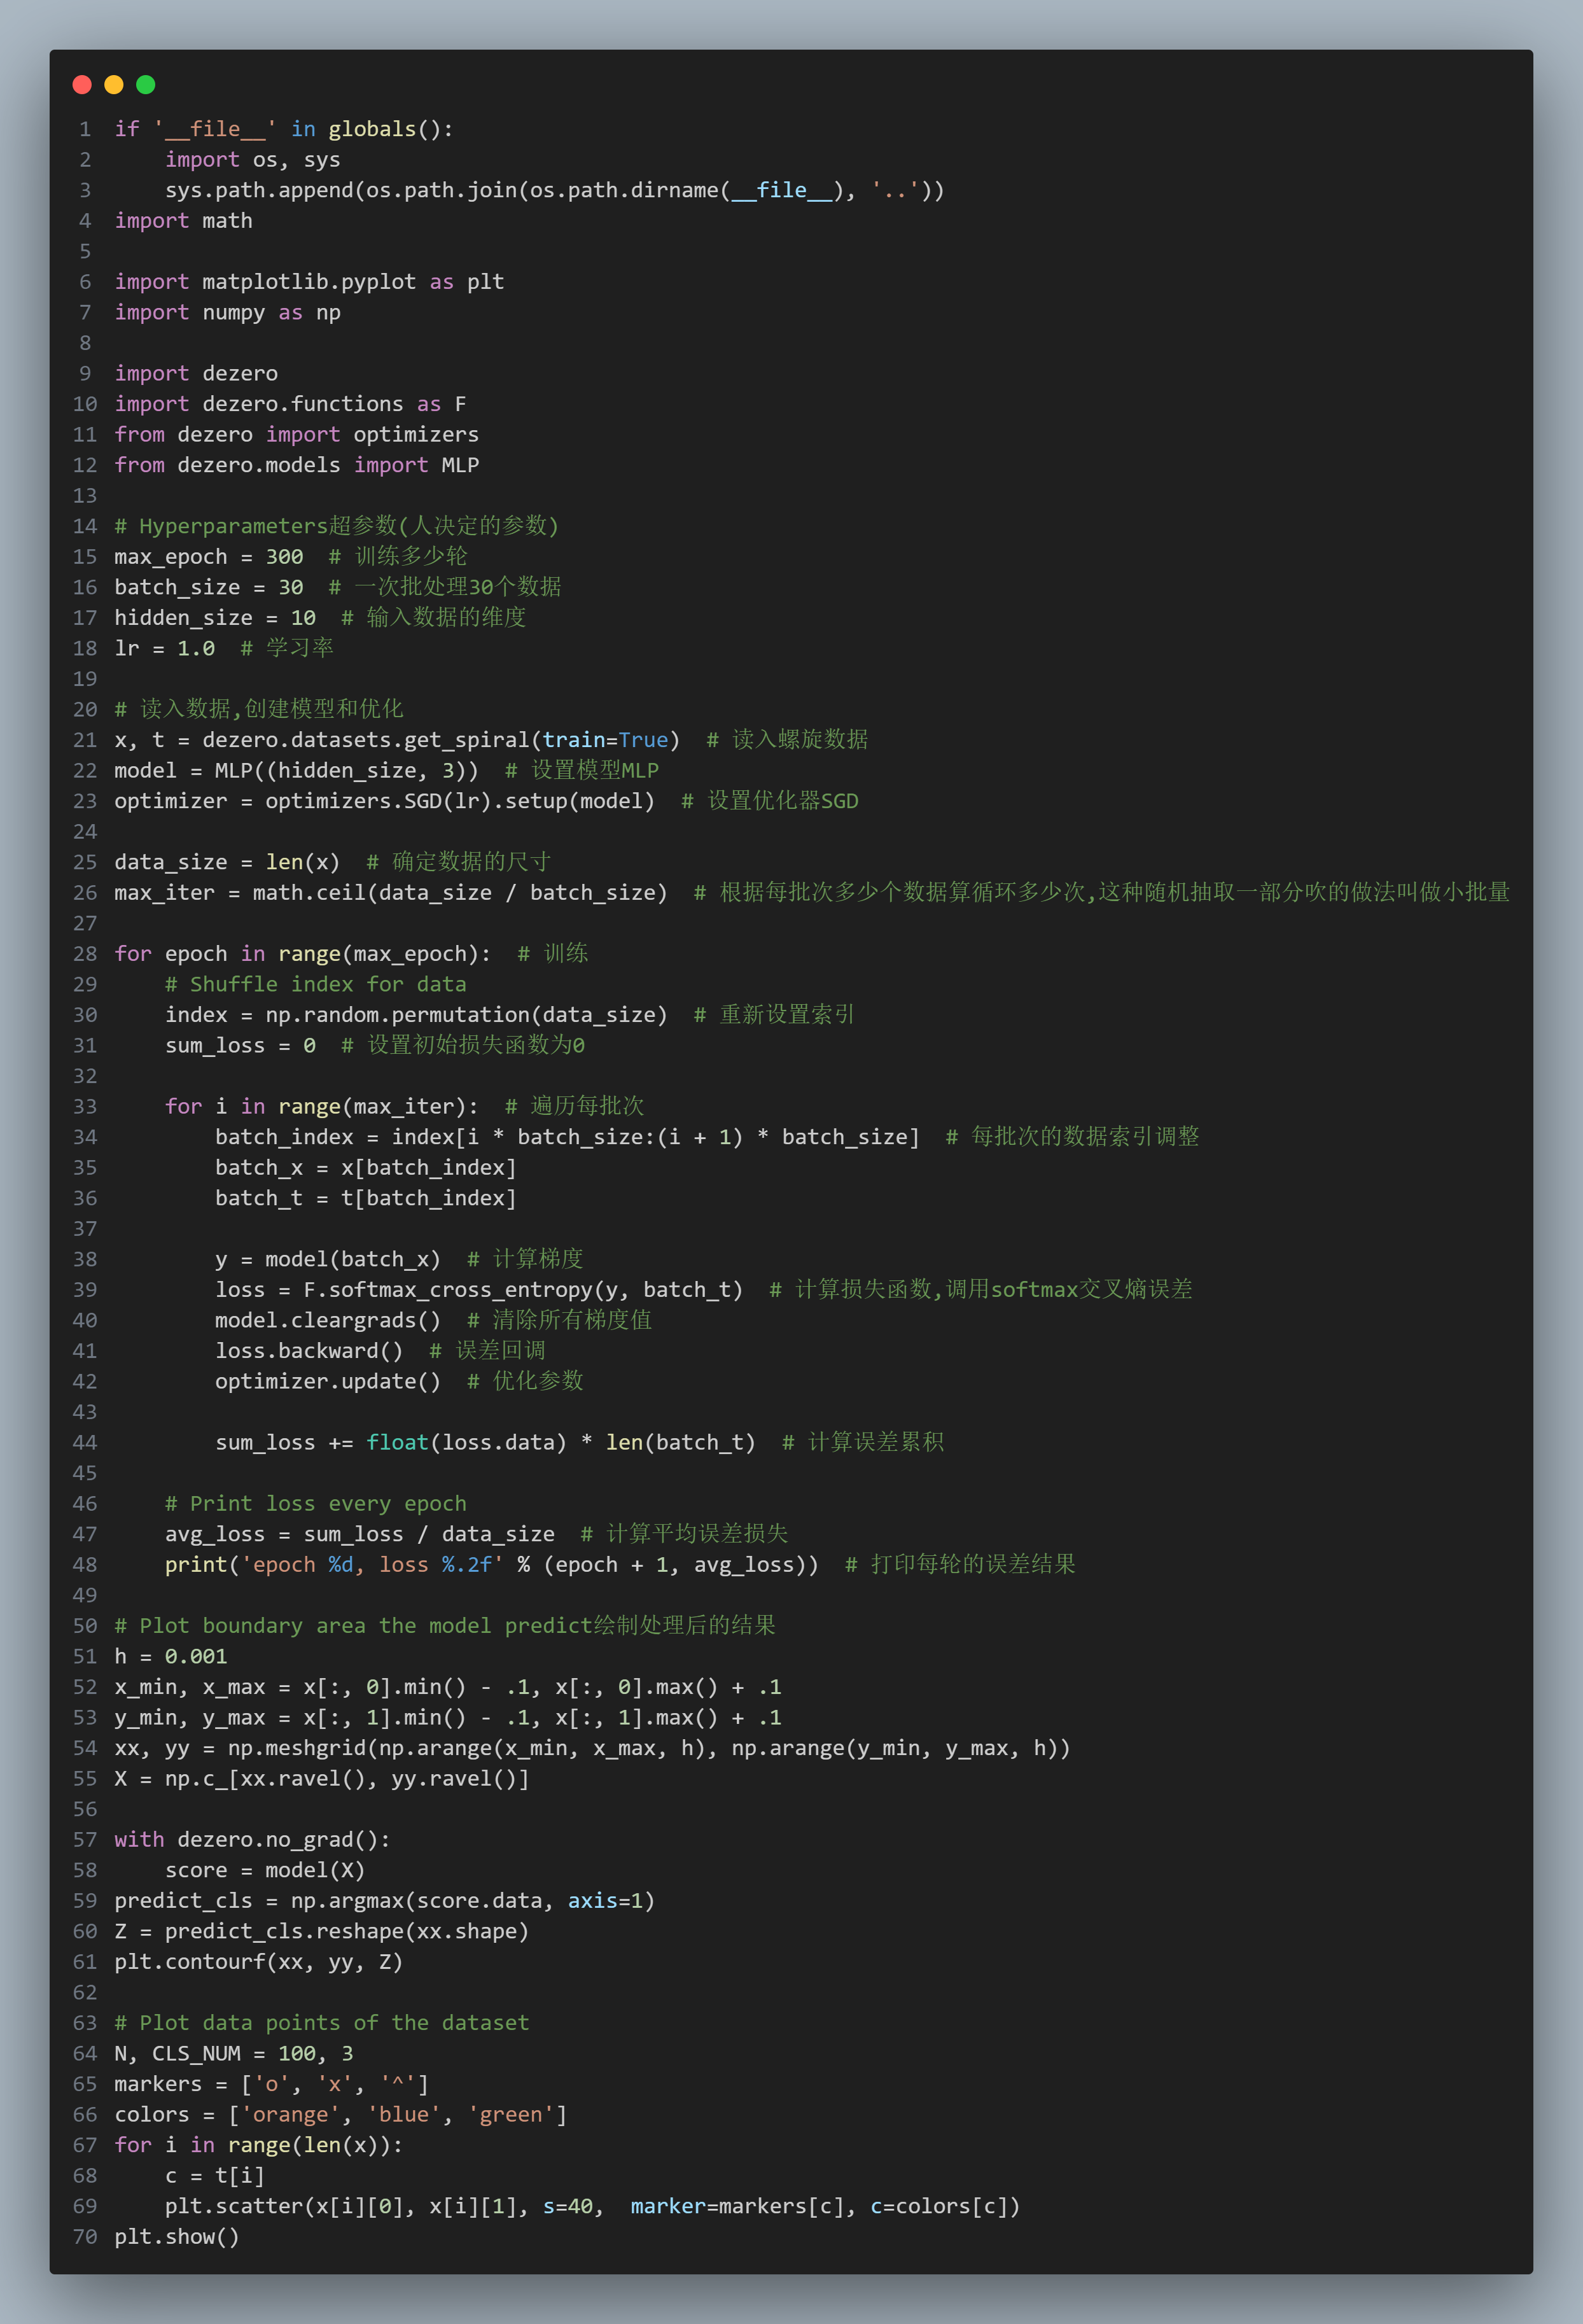 1 if '__file__' in globals():
2     import os, sys
3     sys.path.append(os.path.join(os.path.dirname(__file__), '..'))
4 import math
5
6 import matplotlib.pyplot as plt
7 import numpy as np
8
9 import dezero
10 import dezero.functions as F
11 from dezero import optimizers
12 from dezero.models import MLP
13
14 # Hyperparameters超参数(人决定的参数)
15 max_epoch = 300  # 训练多少轮
16 batch_size = 30  # 一次批处理30个数据
17 hidden_size = 10  # 输入数据的维度
18 lr = 1.0  # 学习率
19
20 # 读入数据,创建模型和优化
21 x, t = dezero.datasets.get_spiral(train=True)  # 读入螺旋数据
22 model = MLP((hidden_size, 3))  # 设置模型MLP
23 optimizer = optimizers.SGD(lr).setup(model)  # 设置优化器SGD
24
25 data_size = len(x)  # 确定数据的尺寸
26 max_iter = math.ceil(data_size / batch_size)  # 根据每批次多少个数据算循环多少次,这种随机抽取一部分吹的做法叫做小批量
27
28 for epoch in range(max_epoch):  # 训练
29     # Shuffle index for data
30     index = np.random.permutation(data_size)  # 重新设置索引
31     sum_loss = 0  # 设置初始损失函数为0
32
33     for i in range(max_iter):  # 遍历每批次
34         batch_index = index[i * batch_size:(i + 1) * batch_size]  # 每批次的数据索引调整
35         batch_x = x[batch_index]
36         batch_t = t[batch_index]
37
38         y = model(batch_x)  # 计算梯度
39         loss = F.softmax_cross_entropy(y, batch_t)  # 计算损失函数,调用softmax交叉熵误差
40         model.cleargrads()  # 清除所有梯度值
41         loss.backward()  # 误差回调
42         optimizer.update()  # 优化参数
43
44         sum_loss += float(loss.data) * len(batch_t)  # 计算误差累积
45
46     # Print loss every epoch
47     avg_loss = sum_loss / data_size  # 计算平均误差损失
48     print('epoch %d, loss %.2f' % (epoch + 1, avg_loss))  # 打印每轮的误差结果
49
50 # Plot boundary area the model predict绘制处理后的结果
51 h = 0.001
52 x_min, x_max = x[:, 0].min() - .1, x[:, 0].max() + .1
53 y_min, y_max = x[:, 1].min() - .1, x[:, 1].max() + .1
54 xx, yy = np.meshgrid(np.arange(x_min, x_max, h), np.arange(y_min, y_max, h))
55 X = np.c_[xx.ravel(), yy.ravel()]
56
57 with dezero.no_grad():
58     score = model(X)
59 predict_cls = np.argmax(score.data, axis=1)
60 Z = predict_cls.reshape(xx.shape)
61 plt.contourf(xx, yy, Z)
62
63 # Plot data points of the dataset
64 N, CLS_NUM = 100, 3
65 markers = ['o', 'x', '^']
66 colors = ['orange', 'blue', 'green']
67 for i in range(len(x)):
68     c = t[i]
69     plt.scatter(x[i][0], x[i][1], s=40,  marker=markers[c], c=colors[c])
70 plt.show()